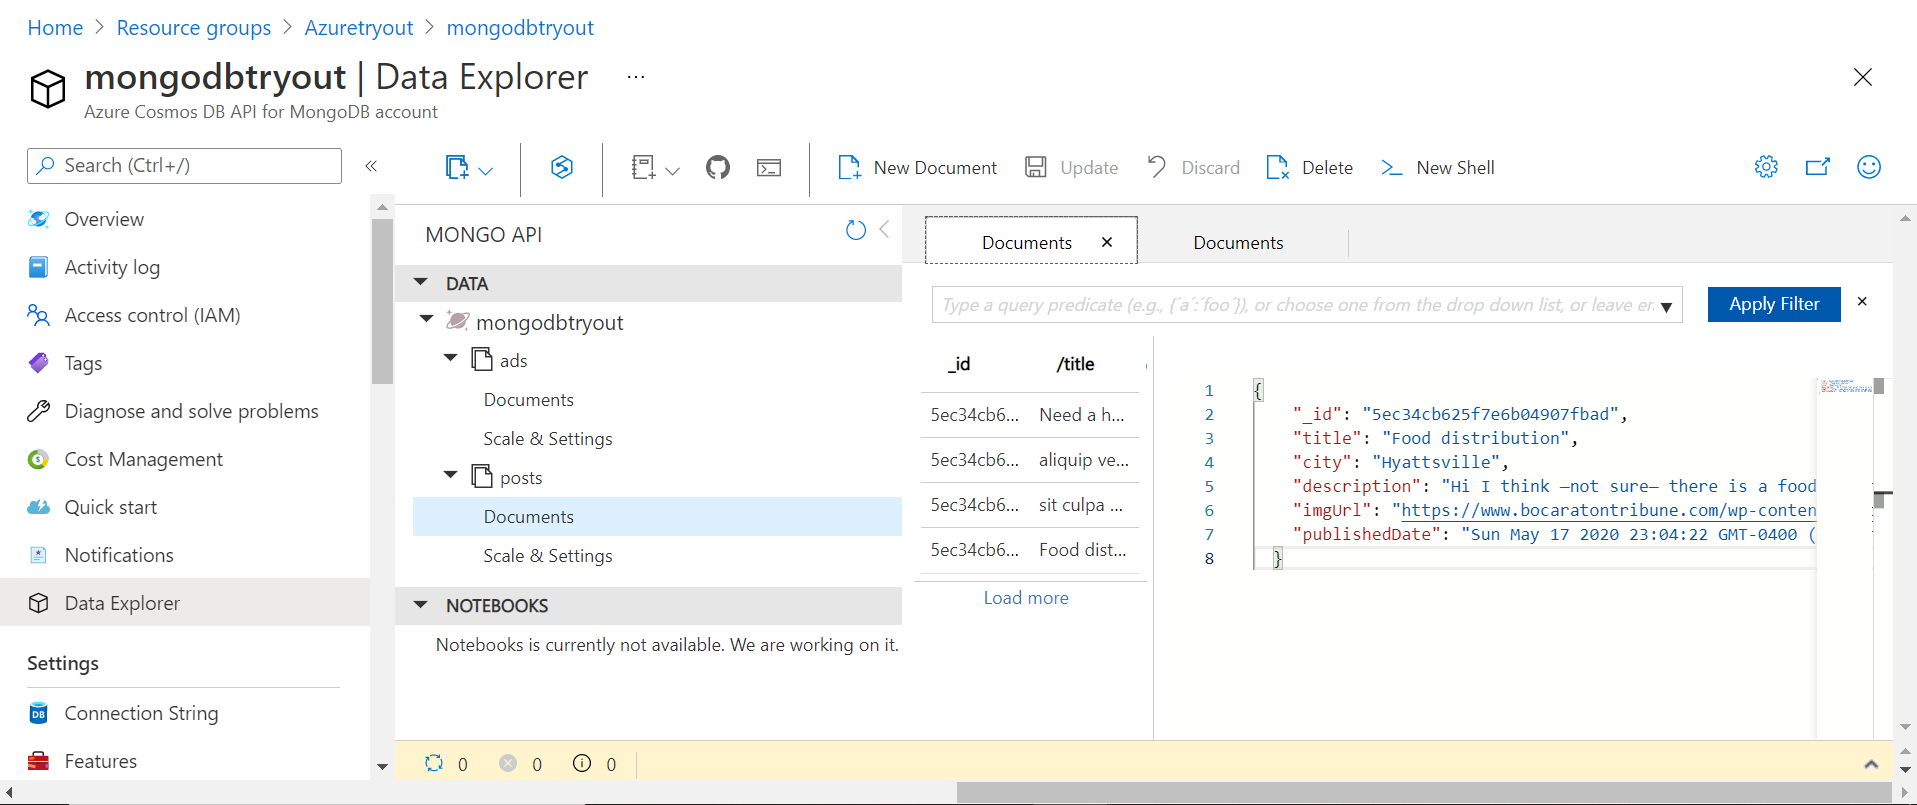 Home > Resource groups > Azuretryout > mongodbtryout
mongodbtryout | Data Explorer ...
Azure Cosmos DB API for MongoDB account
Search (Ctrl+/)
«
New Document
Update
Discard
Delete
New Shell
Overview
Activity log
Access control (IAM)
Tags
Diagnose and solve problems
Cost Management
Quick start
Notifications
Data Explorer
Settings
DB
Connection String
Features
MONGO API
DATA
mongodbtryout
ads
Documents
Scale & Settings
posts
Documents
Scale & Settings
NOTEBOOKS
Notebooks is currently not available. We are working on it.
Documents
Documents
Type a query predicate (e.g., {´a´:´foo´}), or choose one from the drop down list, or leave
Apply Filter
_id /title
5ec34cb6... Need a h...
5ec34cb6... aliquip ve...
5ec34cb6... sit culpa ...
5ec34cb6... Food dist...
Load more
1 {
2 "_id": "5ec34cb625f7e6b04907fbad",
3 "title": "Food distribution",
4 "city": "Hyattsville",
5 "description": "Hi I think —not sure— there is a food
6 "imgUrl": "https://www.bocaratontribune.com/wp-conten
7 "publishedDate": "Sun May 17 2020 23:04:22 GMT-0400 (
8 }
0 0 0